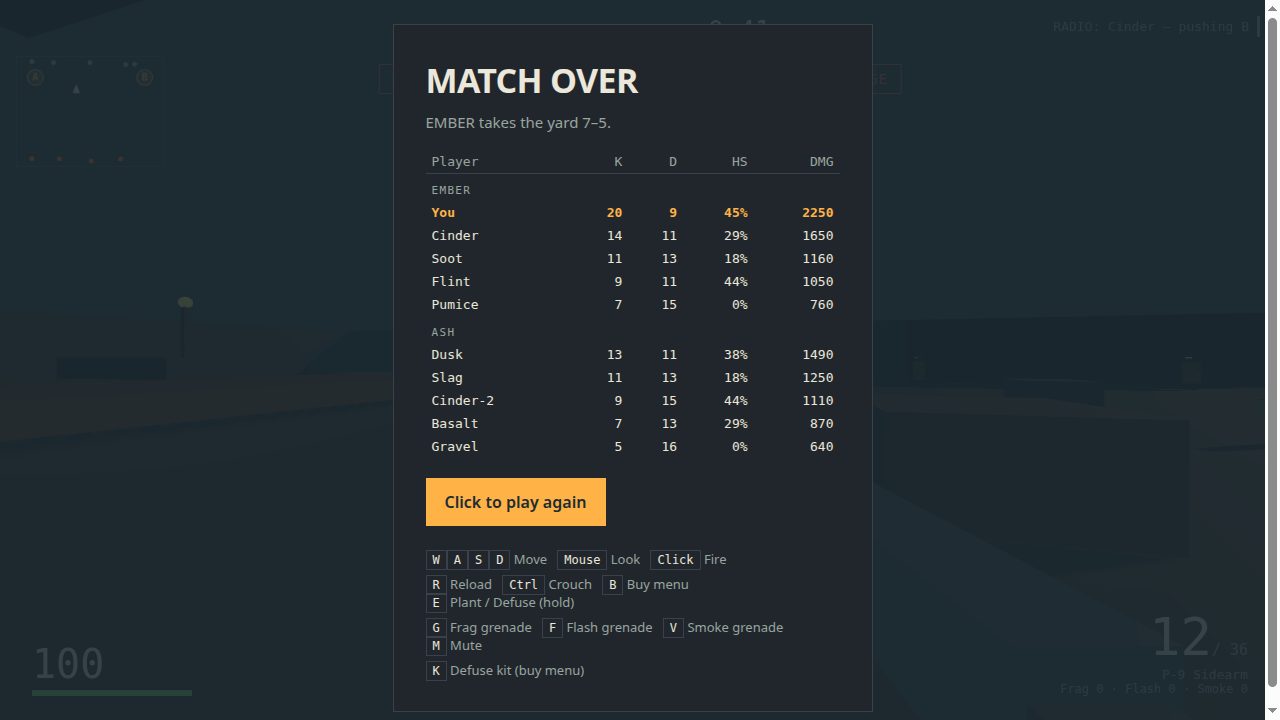 RADIO: Cinder — pushing B
A
B
MATCH OVER
EMBER takes the yard 7–5.
Player K D HS DMG
EMBER
You 20 9 45% 2250
Cinder 14 11 29% 1650
Soot 11 13 18% 1160
Flint 9 11 44% 1050
Pumice 7 15 0% 760
ASH
Dusk 13 11 38% 1490
Slag 11 13 18% 1250
Cinder-2 9 15 44% 1110
Basalt 7 13 29% 870
Gravel 5 16 0% 640
Click to play again
W A S D Move Mouse Look Click Fire
R Reload Ctrl Crouch B Buy menu
E Plant / Defuse (hold)
G Frag grenade F Flash grenade V Smoke grenade
M Mute
K Defuse kit (buy menu)
100
12 / 36
P-9 Sidearm
Frag 0 · Flash 0 · Smoke 0